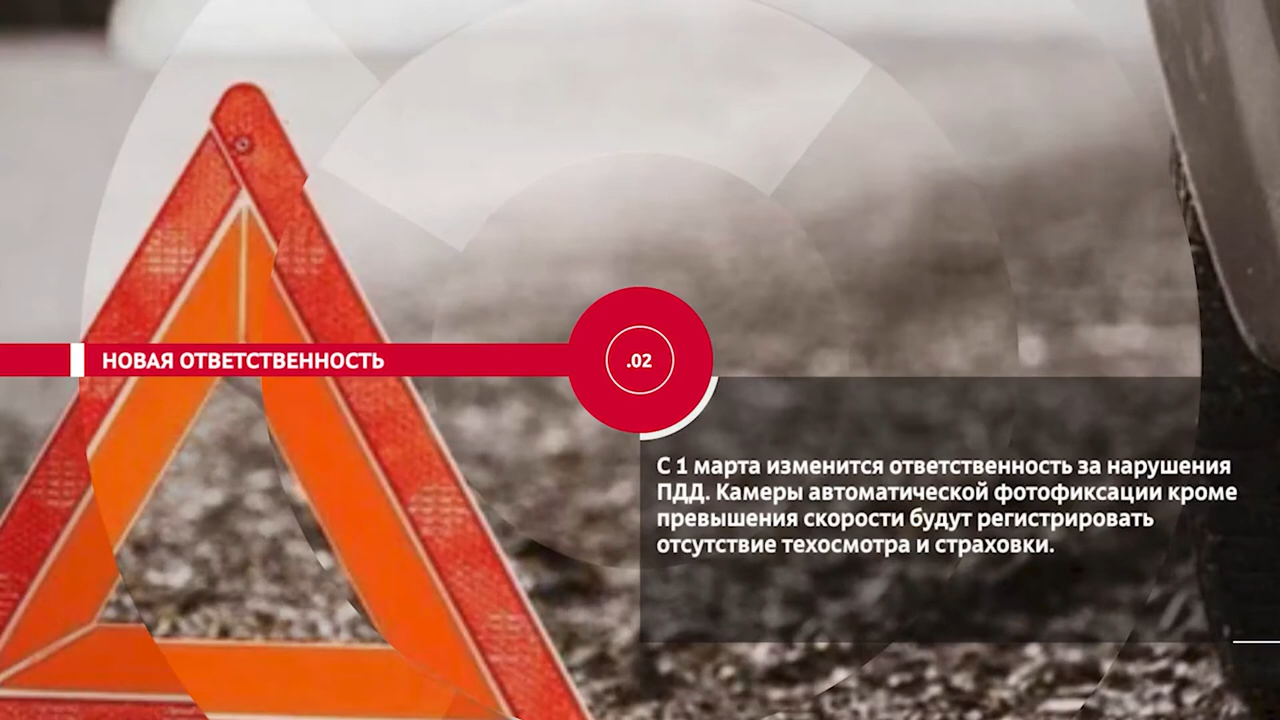 НОВАЯ ОТВЕТСТВЕННОСТЬ
.02
С 1 марта изменится ответственность за нарушения
ПДД. Камеры автоматической фотофиксации кроме
превышения скорости будут регистрировать
отсутствие техосмотра и страховки.